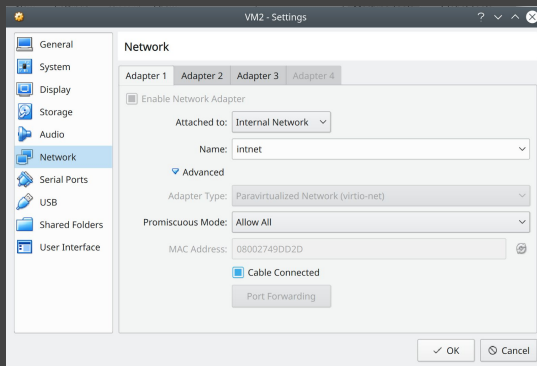 VM2 - Settings
General
System
Display
Storage
Audio
Network
Serial Ports
USB
Shared Folders
User Interface
Network
Adapter 1 Adapter 2 Adapter 3 Adapter 4
Enable Network Adapter
Attached to: Internal Network
Name: intnet
Advanced
Adapter Type: Paravirtualized Network (virtio-net)
Promiscuous Mode: Allow All
MAC Address: 08002749DD2D
Cable Connected
Port Forwarding
OK Cancel